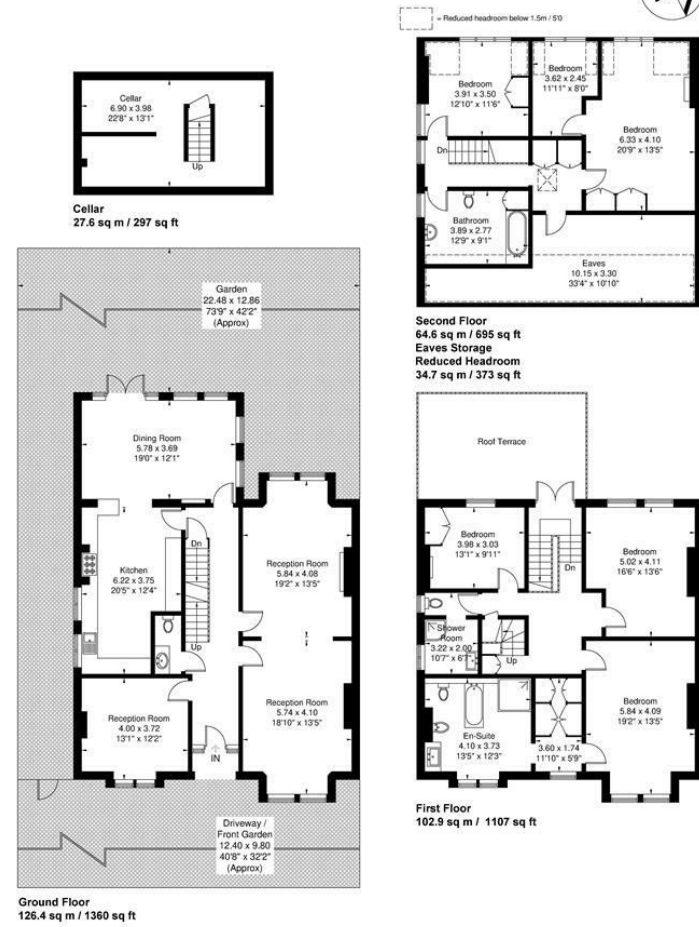 = Reduced headroom below 1.5m / 5'0
Cellar
6.90 x 3.98
22'8" x 13'1"
Up
Cellar
27.6 sq m / 297 sq ft
Bedroom
3.91 x 3.50
12'10" x 11'6"
Bedroom
3.62 x 2.45
11'11" x 8'0"
Bedroom
6.33 x 4.10
20'9" x 13'5"
Dn
Bathroom
3.89 x 2.77
12'9" x 9'1"
Eaves
10.15 x 3.30
33'4" x 10'10"
Second Floor
64.6 sq m / 695 sq ft
Eaves Storage
Reduced Headroom
34.7 sq m / 373 sq ft
Garden
22.48 x 12.86
73'9" x 42'2"
(Approx)
Dining Room
5.78 x 3.69
19'0" x 12'1"
Dn
Kitchen
6.22 x 3.75
20'5" x 12'4"
Reception Room
5.84 x 4.08
19'2" x 13'5"
Up
Reception Room
4.00 x 3.72
13'1" x 12'2"
Reception Room
5.74 x 4.10
18'10" x 13'5"
IN
Driveway /
Front Garden
12.40 x 9.80
40'8" x 32'2"
(Approx)
Ground Floor
126.4 sq m / 1360 sq ft
Roof Terrace
Bedroom
3.98 x 3.03
13'1" x 9'11"
Dn
Bedroom
5.02 x 4.11
16'6" x 13'6"
Shower
Room
3.22 x 2.00
10'7" x 6'7"
Up
Bedroom
5.84 x 4.09
19'2" x 13'5"
En-Suite
4.10 x 3.73
13'5" x 12'3"
3.60 x 1.74
11'10" x 5'9"
First Floor
102.9 sq m / 1107 sq ft